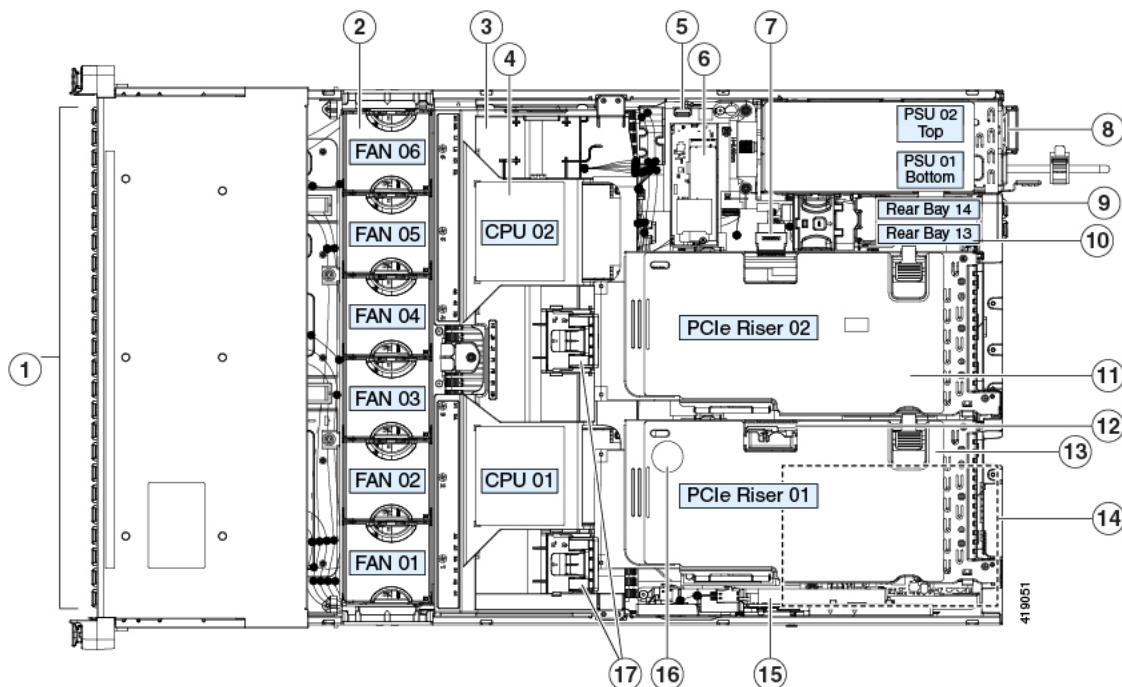 2
3
4
5
6
7
PSU 02
Top
PSU 01
Bottom
8
FAN 06
Rear Bay 14
9
FAN 05
CPU 02
Rear Bay 13
10
FAN 04
PCIe Riser 02
1
11
FAN 03
12
13
FAN 02
CPU 01
PCIe Riser 01
14
FAN 01
419051
17
16
15